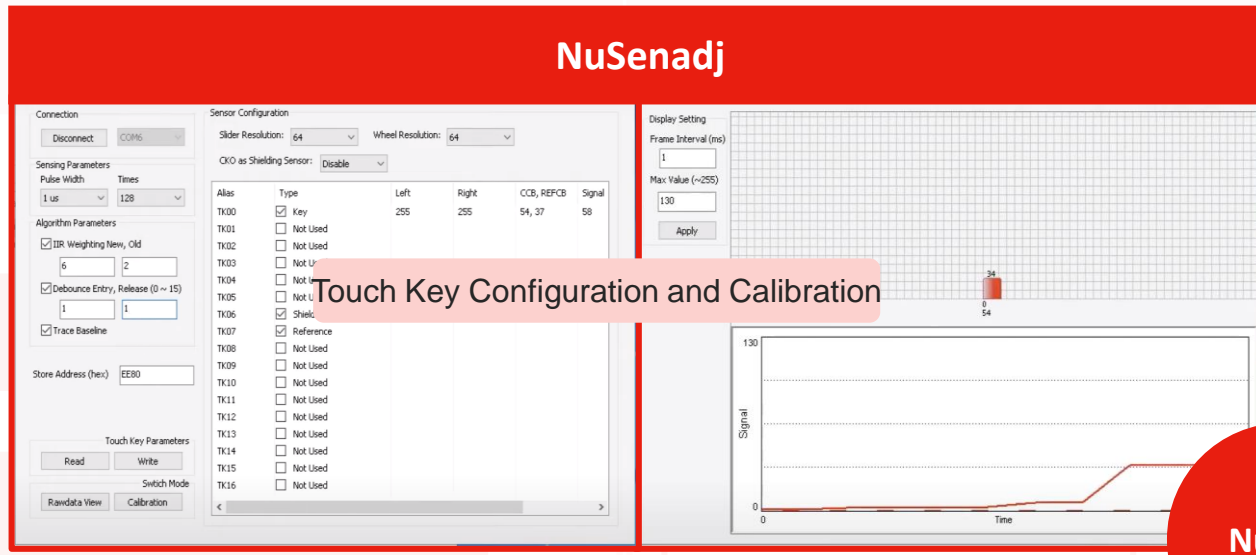 NuSenadj
Connection
Disconnect COM6
Sensing Parameters
Pulse Width Times
1 us 128
Algorithm Parameters
IIR Weighting New, Old
6 2
Debounce Entry, Release (0 ~ 15)
1 1
Trace Baseline
Store Address (hex) EE80
Touch Key Parameters
Read Write
Swtich Mode
Rawdata View Calibration
Sensor Configuration
Slider Resolution: 64 Wheel Resolution: 64
CKO as Shielding Sensor: Disable
Alias Type Left Right CCB, REFCB Signal
TK00 Key 255 255 54, 37 58
TK01 Not Used
TK02 Not Used
TK03 Not
TK04 Not
TK05 Not
TK06
TK07 Reference
TK08 Not Used
TK09 Not Used
TK10 Not Used
TK11 Not Used
TK12 Not Used
TK13 Not Used
TK14 Not Used
TK15 Not Used
TK16 Not Used
Touch Key Configuration and Calibration
Display Setting
Frame Interval (ms)
1
Max Value (~255)
130
Apply
34
0
54
130
Signal
0
0 Time